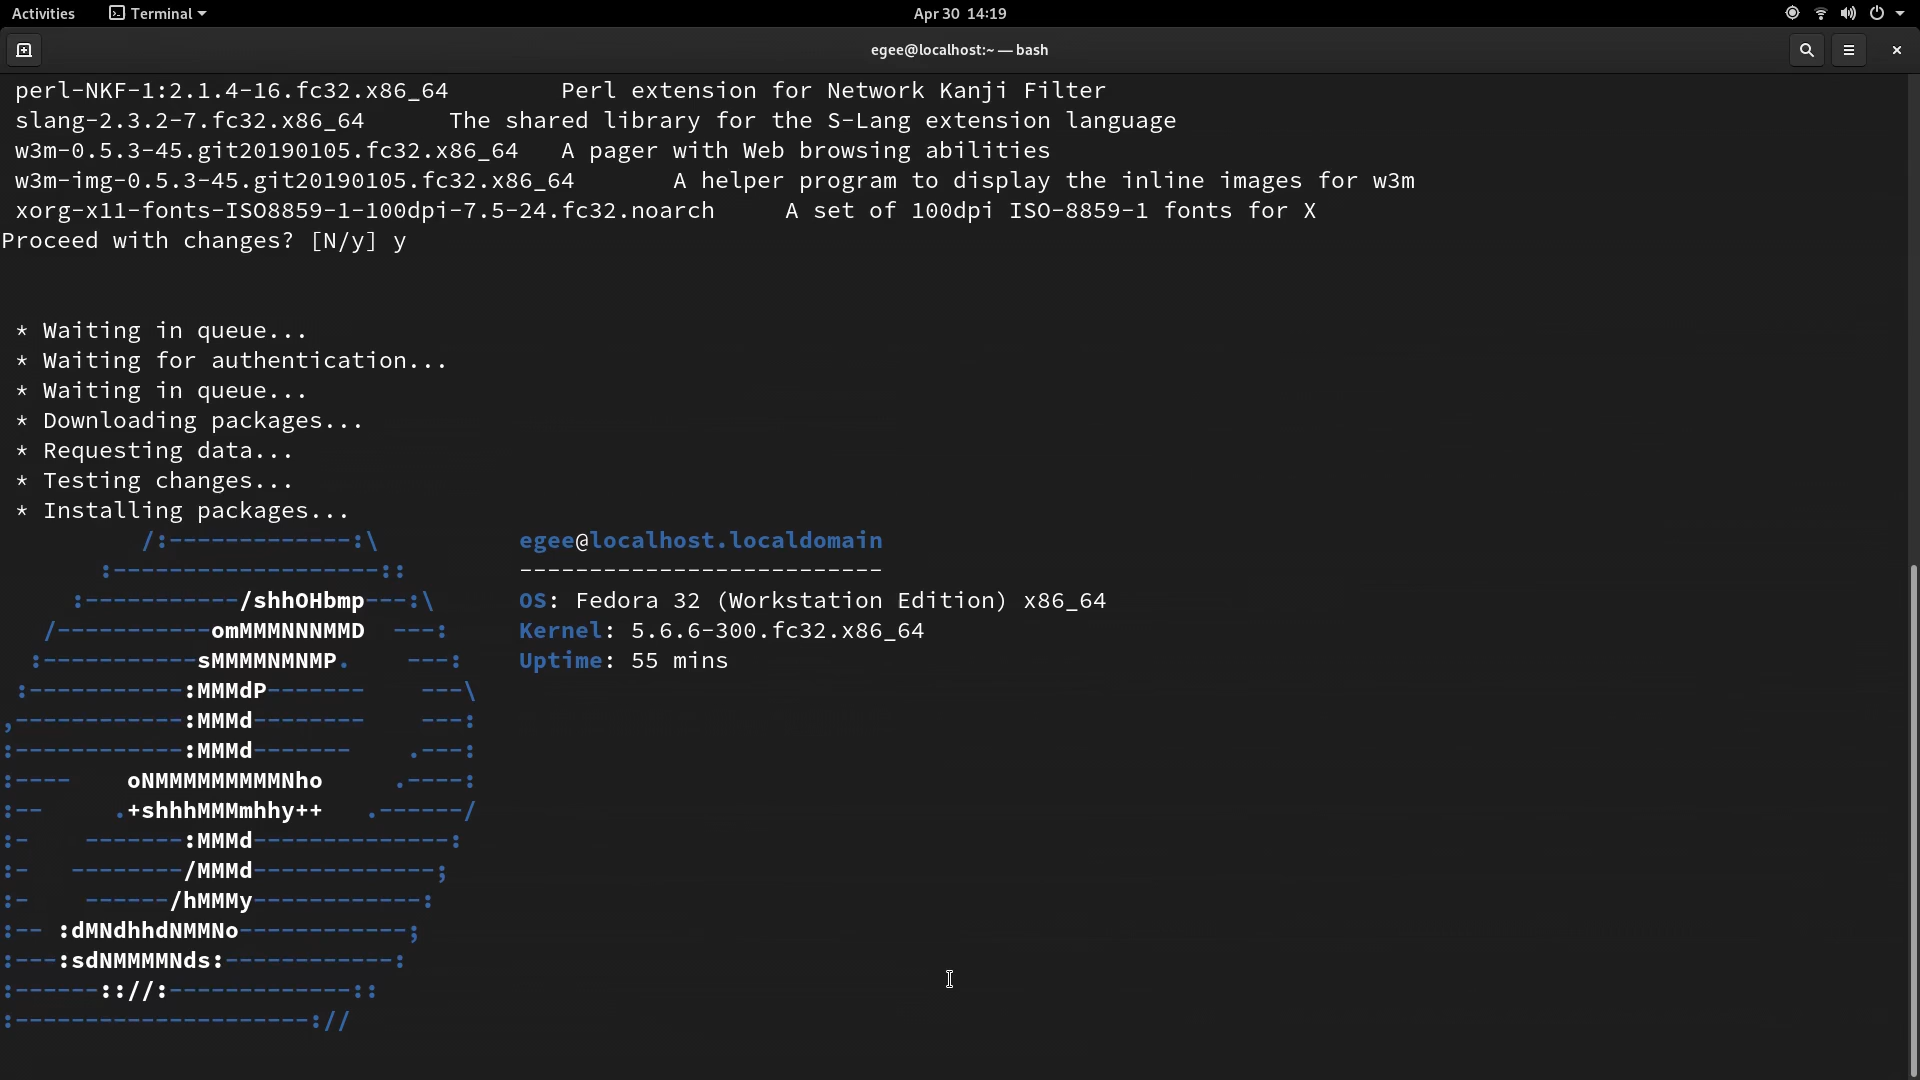 Activities Terminal Apr 30 14:19
egee@localhost:~ — bash
perl-NKF-1:2.1.4-16.fc32.x86_64        Perl extension for Network Kanji Filter
slang-2.3.2-7.fc32.x86_64      The shared library for the S-Lang extension language
w3m-0.5.3-45.git20190105.fc32.x86_64   A pager with Web browsing abilities
w3m-img-0.5.3-45.git20190105.fc32.x86_64       A helper program to display the inline images for w3m
xorg-x11-fonts-ISO8859-1-100dpi-7.5-24.fc32.noarch     A set of 100dpi ISO-8859-1 fonts for X
Proceed with changes? [N/y] y
* Waiting in queue...
* Waiting for authentication...
* Waiting in queue...
* Downloading packages...
* Requesting data...
* Testing changes...
* Installing packages...
          /:-------------:\          egee@localhost.localdomain
       :-------------------::        --------------------------
     :-----------/shhOHbmp---:\      OS: Fedora 32 (Workstation Edition) x86_64
   /-----------omMMMNNNMMD  ---:     Kernel: 5.6.6-300.fc32.x86_64
  :-----------sMMMMNMNMP.    ---:    Uptime: 55 mins
 :-----------:MMMdP-------    ---\
,------------:MMMd--------    ---:
:------------:MMMd-------    .---:
:----    oNMMMMMMMMMNho     .----:
:--     .+shhhMMMmhhy++   .------/
:-    -------:MMMd--------------:
:-   --------/MMMd-------------;
:-    ------/hMMMy------------:
:-- :dMNdhhdNMMNo------------;
:---:sdNMMMMNds:------------:
:------:://:-------------::
:---------------------://